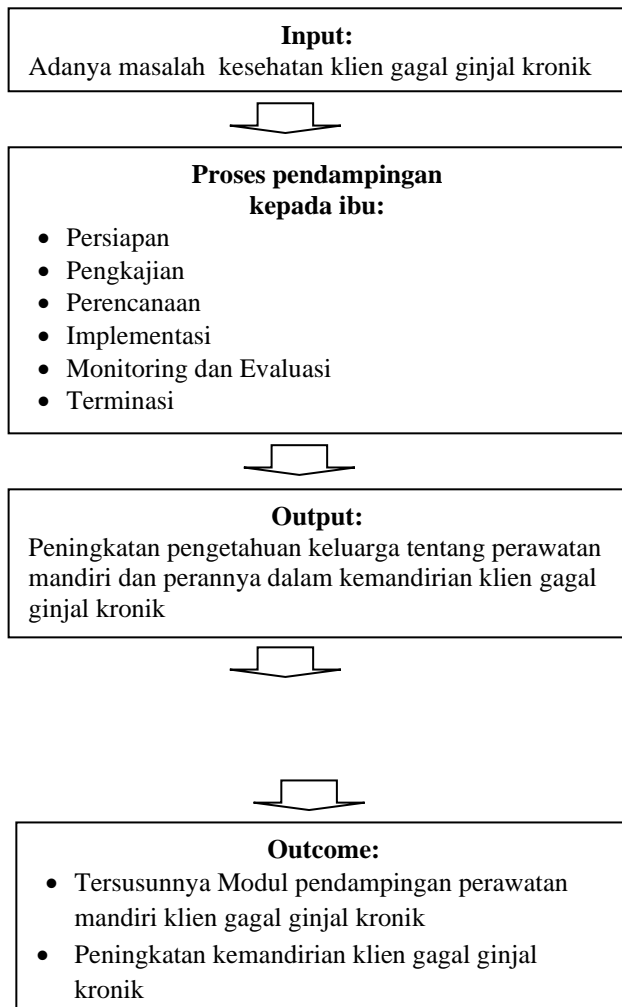 Input:
Adanya masalah kesehatan klien gagal ginjal kronik
Proses pendampingan
kepada ibu:
• Persiapan
• Pengkajian
• Perencanaan
• Implementasi
• Monitoring dan Evaluasi
• Terminasi
Output:
Peningkatan pengetahuan keluarga tentang perawatan
mandiri dan perannya dalam kemandirian klien gagal
ginjal kronik
Outcome:
• Tersusunnya Modul pendampingan perawatan
mandiri klien gagal ginjal kronik
• Peningkatan kemandirian klien gagal ginjal
kronik